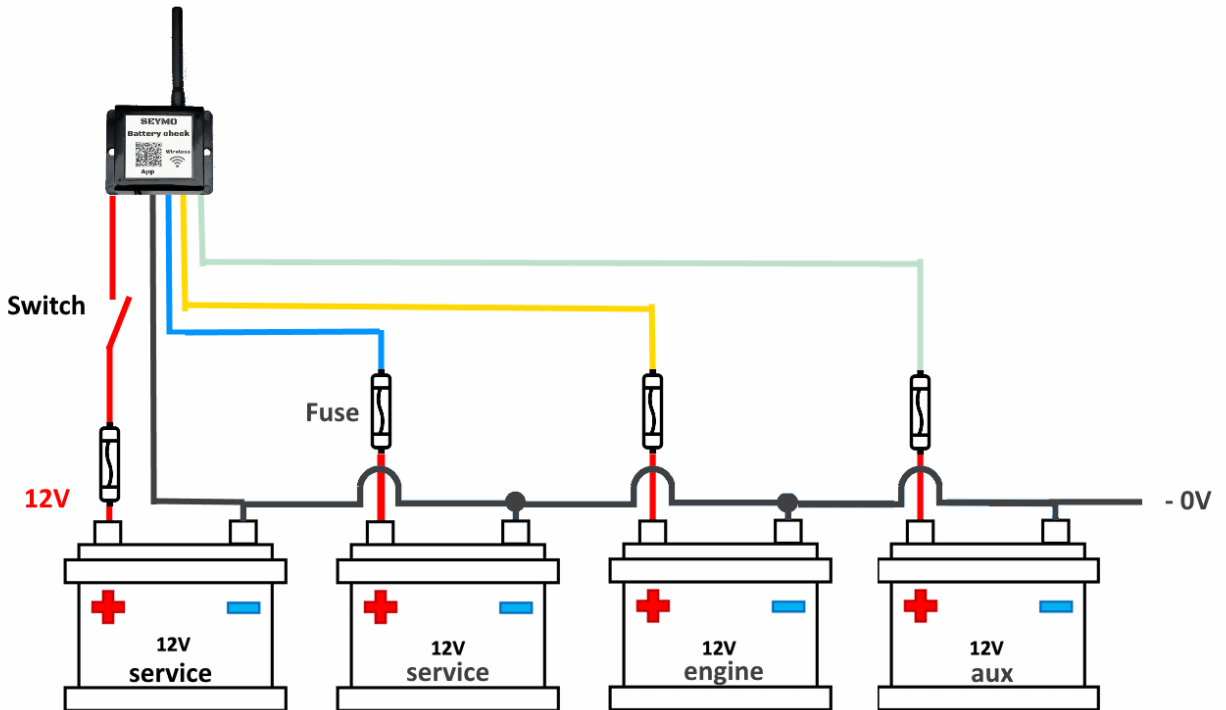 SEYMO
Battery check
Wireless
App
Switch
Fuse
12V
- 0V
12V
service
12V
service
12V
engine
12V
aux